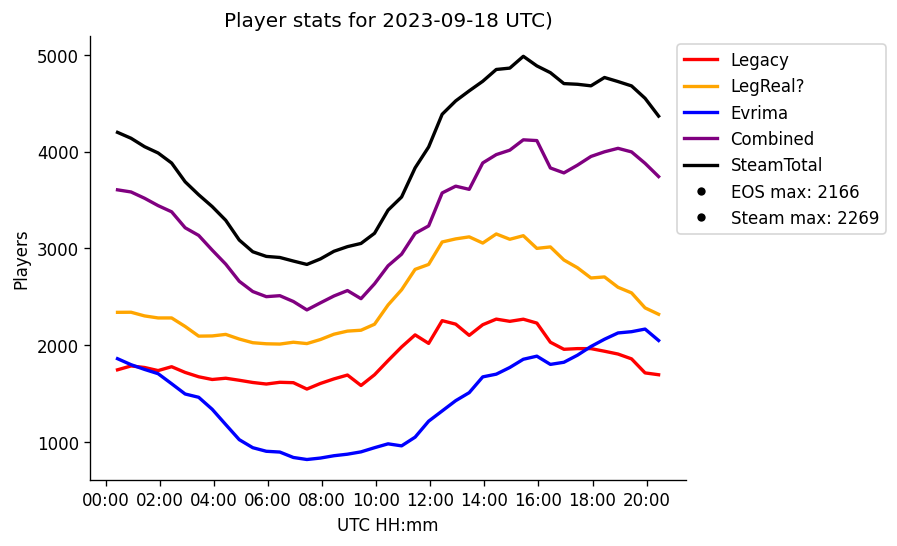 Player stats for 2023-09-18 UTC)
5000
4000
3000
2000
1000
Players
00:00 02:00 04:00 06:00 08:00 10:00 12:00 14:00 16:00 18:00 20:00
UTC HH:mm
Legacy
LegReal?
Evrima
Combined
SteamTotal
EOS max: 2166
Steam max: 2269